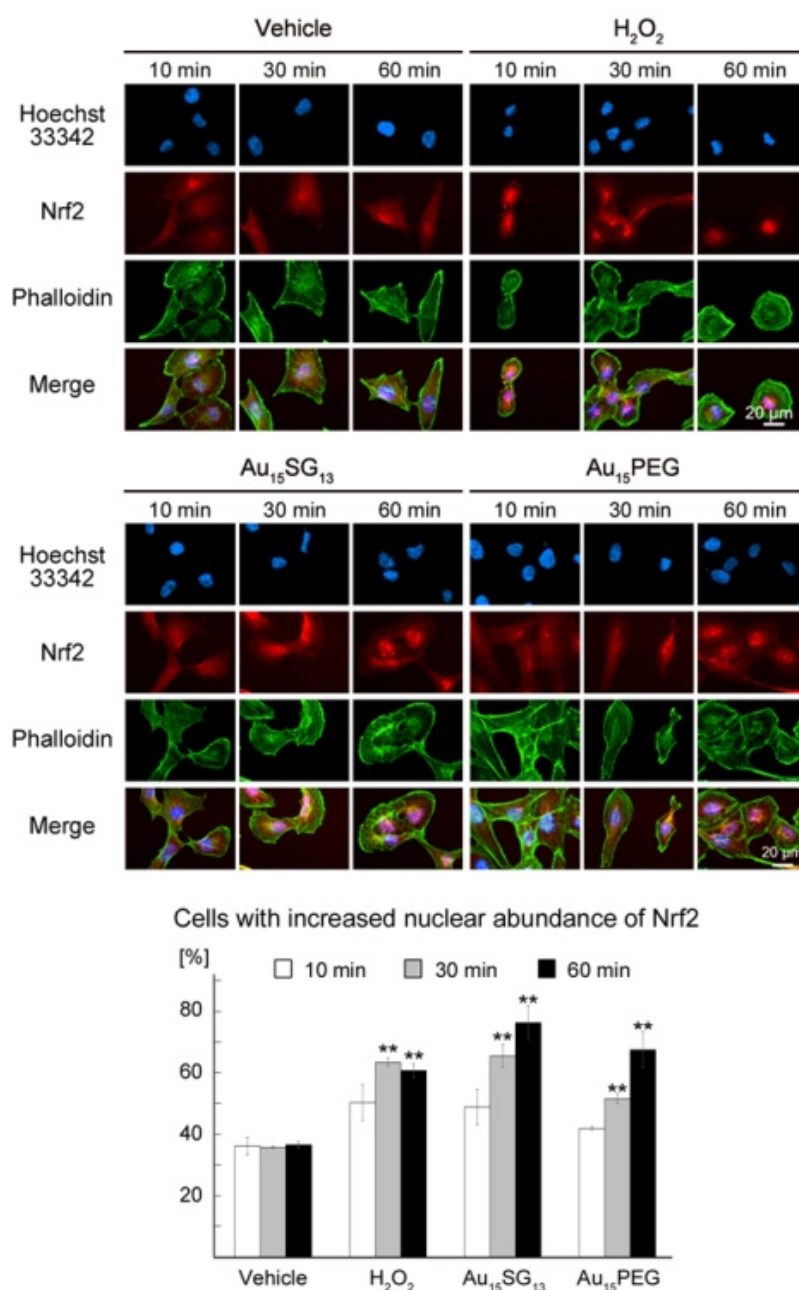 Vehicle H₂O₂
10 min 30 min 60 min 10 min 30 min 60 min
Hoechst
33342
Nrf2
Phalloidin
Merge
20 µm
Au₁₅SG₁₃ Au₁₅PEG
10 min 30 min 60 min 10 min 30 min 60 min
Hoechst
33342
Nrf2
Phalloidin
Merge
20 µm
Cells with increased nuclear abundance of Nrf2
[%]
10 min 30 min 60 min
80
60
40
20
** ** ** ** ** **
Vehicle H₂O₂ Au₁₅SG₁₃ Au₁₅PEG